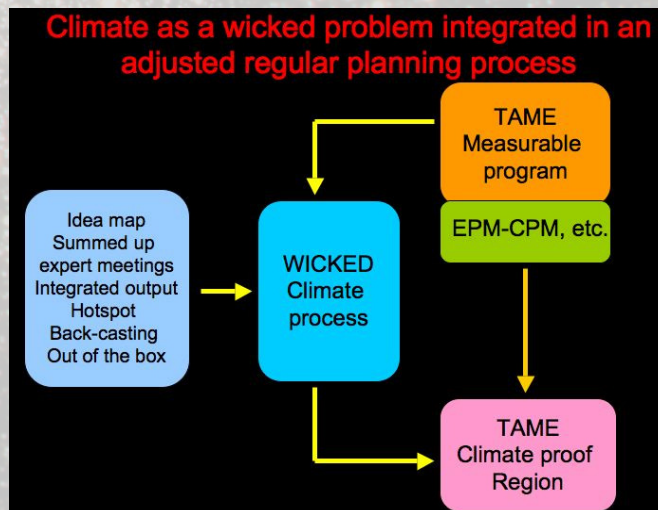 Climate as a wicked problem integrated in an
adjusted regular planning process
TAME
Measurable
program
EPM-CPM, etc.
Idea map
Summed up
expert meetings
Integrated output
Hotspot
Back-casting
Out of the box
WICKED
Climate
process
TAME
Climate proof
Region